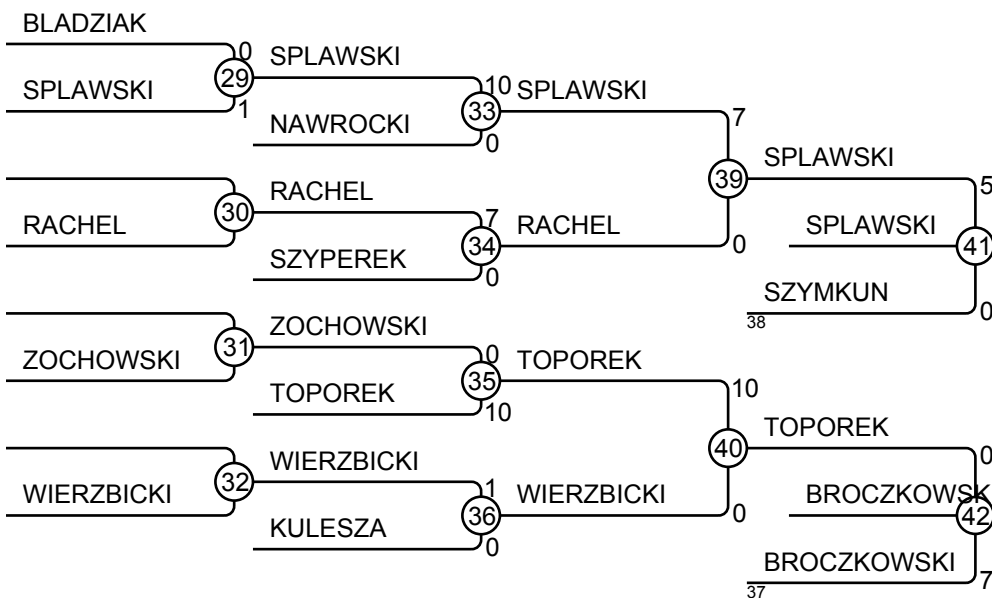 BLADZIAK
0
29
SPLAWSKI
1
SPLAWSKI
10
33
NAWROCKI
0
SPLAWSKI
7
39
SPLAWSKI
5
RACHEL
30
RACHEL
7
34
SZYPEREK
0
RACHEL
0
SPLAWSKI
41
SZYMKUN
38
0
ZOCHOWSKI
31
ZOCHOWSKI
0
35
TOPOREK
10
TOPOREK
10
40
TOPOREK
0
WIERZBICKI
32
WIERZBICKI
1
36
KULESZA
0
WIERZBICKI
0
BROCZKOWSK
42
BROCZKOWSKI
37
7